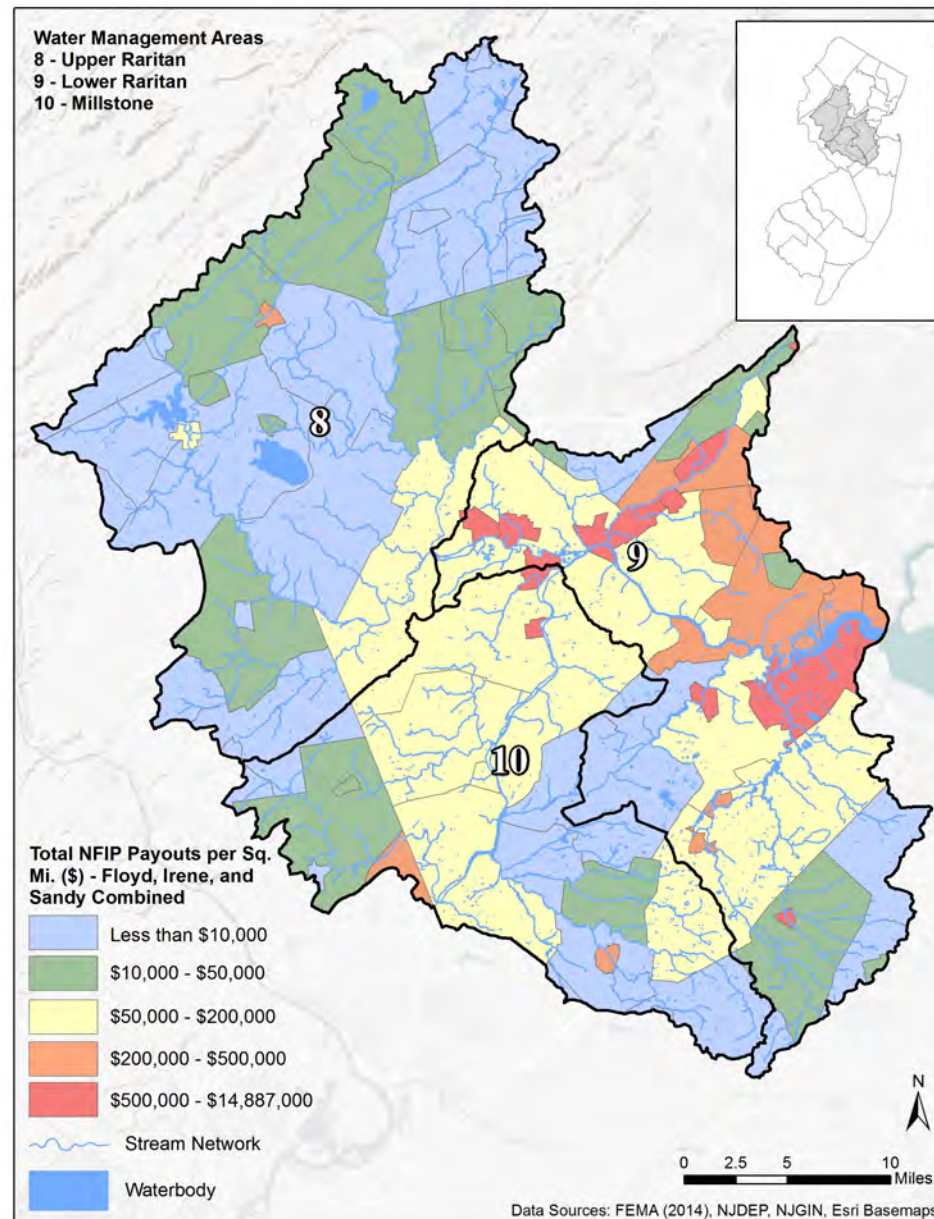 Water Management Areas
8 - Upper Raritan
9 - Lower Raritan
10 - Millstone
8
9
10
Total NFIP Payouts per Sq.
Mi. ($) - Floyd, Irene, and
Sandy Combined
Less than $10,000
$10,000 - $50,000
$50,000 - $200,000
$200,000 - $500,000
$500,000 - $14,887,000
Stream Network
Waterbody
N
0 2.5 5 10
Miles
Data Sources: FEMA (2014), NJDEP, NJGIN, Esri Basemaps